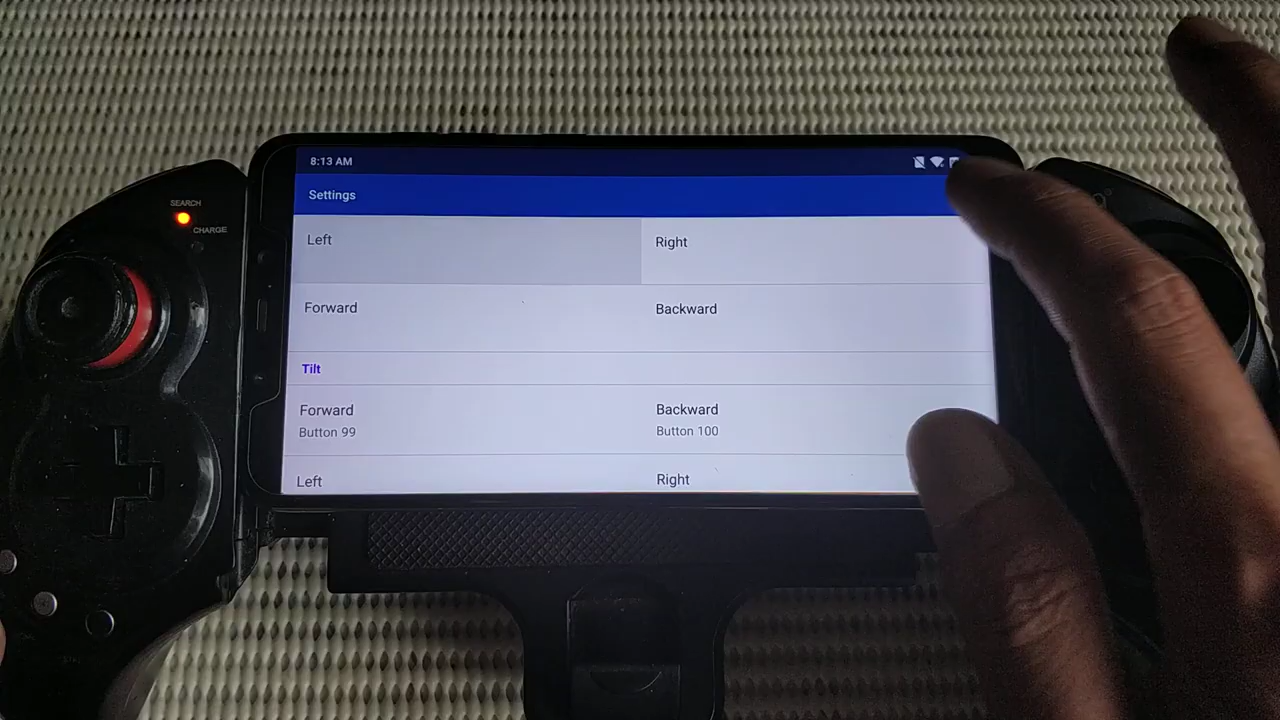 SEARCH
CHARGE
8:13 AM
Settings
Left
Right
Forward
Backward
Tilt
Forward
Button 99
Backward
Button 100
Left
Right